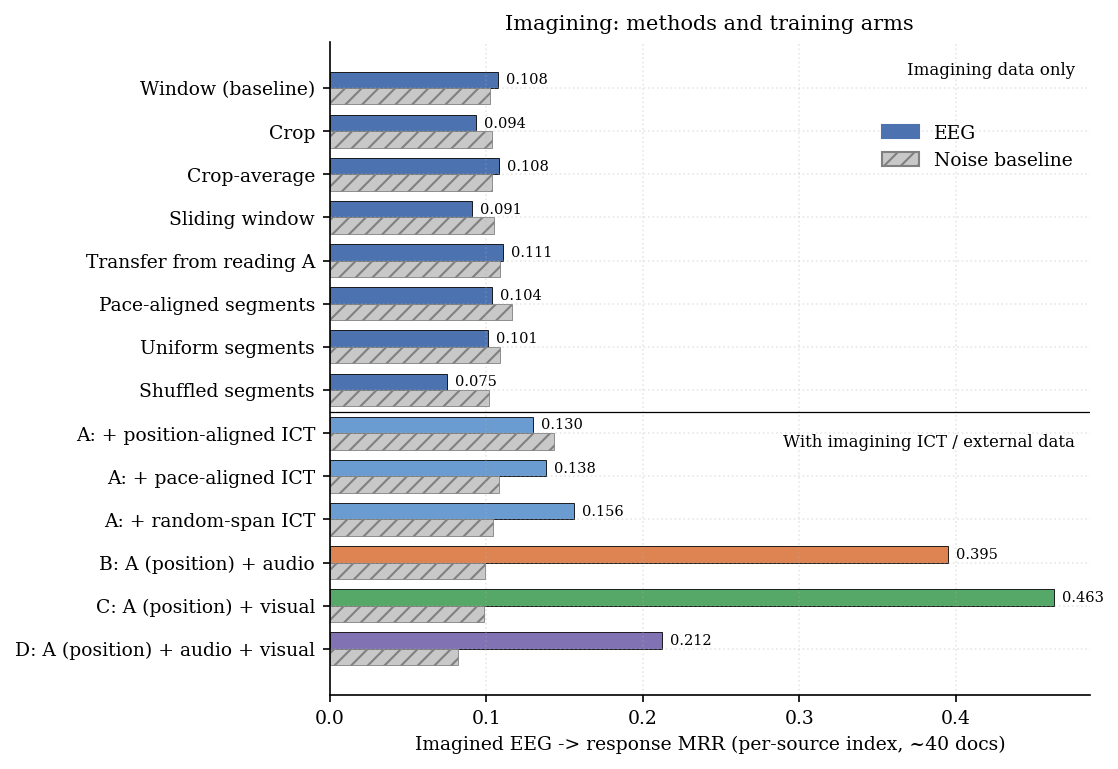 Imagining: methods and training arms
Imagining data only
EEG
Noise baseline
Window (baseline) 0.108
Crop 0.094
Crop-average 0.108
Sliding window 0.091
Transfer from reading A 0.111
Pace-aligned segments 0.104
Uniform segments 0.101
Shuffled segments 0.075
A: + position-aligned ICT 0.130
With imagining ICT / external data
A: + pace-aligned ICT 0.138
A: + random-span ICT 0.156
B: A (position) + audio 0.395
C: A (position) + visual 0.463
D: A (position) + audio + visual 0.212
0.0 0.1 0.2 0.3 0.4
Imagined EEG -> response MRR (per-source index, ~40 docs)